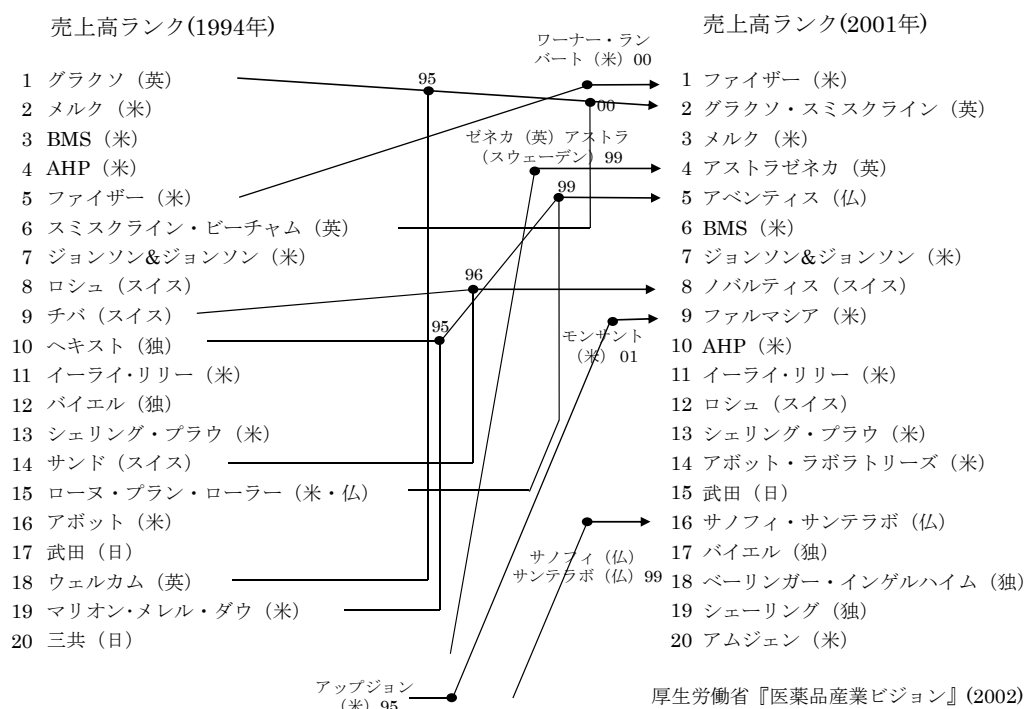 売上高ランク(1994年)
1 グラクソ（英）
2 メルク（米）
3 BMS（米）
4 AHP（米）
5 ファイザー（米）
6 スミスクライン・ビーチャム（英）
7 ジョンソン&ジョンソン（米）
8 ロシュ（スイス）
9 チバ（スイス）
10 ヘキスト（独）
11 イーライ･リリー（米）
12 バイエル（独）
13 シェリング・プラウ（米）
14 サンド（スイス）
15 ローヌ・プラン・ローラー（米・仏）
16 アボット（米）
17 武田（日）
18 ウェルカム（英）
19 マリオン･メレル・ダウ（米）
20 三共（日）
95
ワーナー・ラン
バート（米）00
00
ゼネカ（英）アストラ
（スウェーデン）99
99
96
95
モンサント
（米）01
サノフィ（仏）
サンテラボ（仏）99
アップジョン
（米）95
売上高ランク(2001年)
1 ファイザー（米）
2 グラクソ・スミスクライン（英）
3 メルク（米）
4 アストラゼネカ（英）
5 アベンティス（仏）
6 BMS（米）
7 ジョンソン&ジョンソン（米）
8 ノバルティス（スイス）
9 ファルマシア（米）
10 AHP（米）
11 イーライ･リリー（米）
12 ロシュ（スイス）
13 シェリング・プラウ（米）
14 アボット・ラボラトリーズ（米）
15 武田（日）
16 サノフィ・サンテラボ（仏）
17 バイエル（独）
18 ベーリンガー・インゲルハイム（独）
19 シェーリング（独）
20 アムジェン（米）
厚生労働省『医薬品産業ビジョン』(2002)